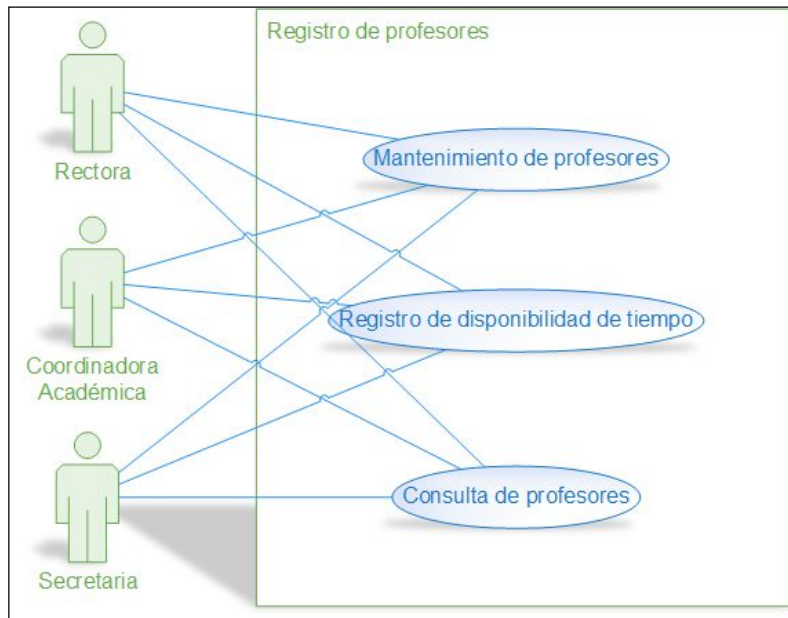 Registro de profesores
Rectora
Mantenimiento de profesores
Coordinadora
Académica
Registro de disponibilidad de tiempo
Secretaria
Consulta de profesores